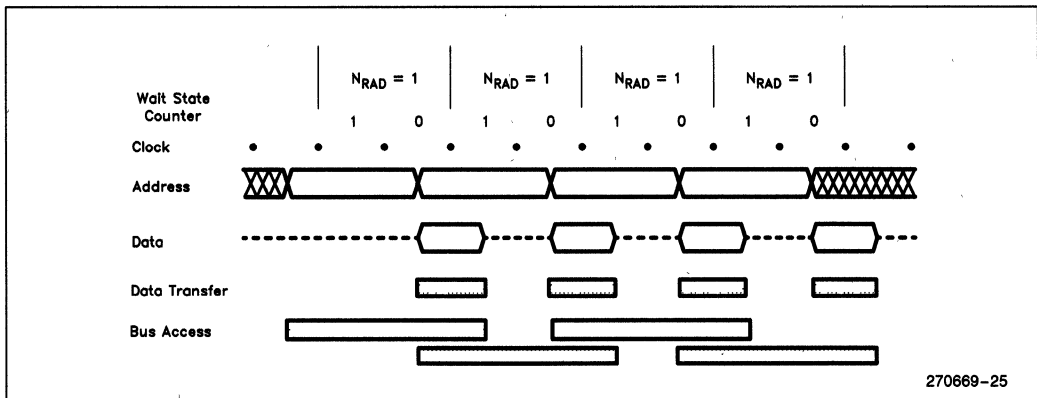 N_RAD = 1 N_RAD = 1 N_RAD = 1 N_RAD = 1
Wait State
Counter
1 0 1 0 1 0 1 0
Clock
Address
Data
Data Transfer
Bus Access
270669-25